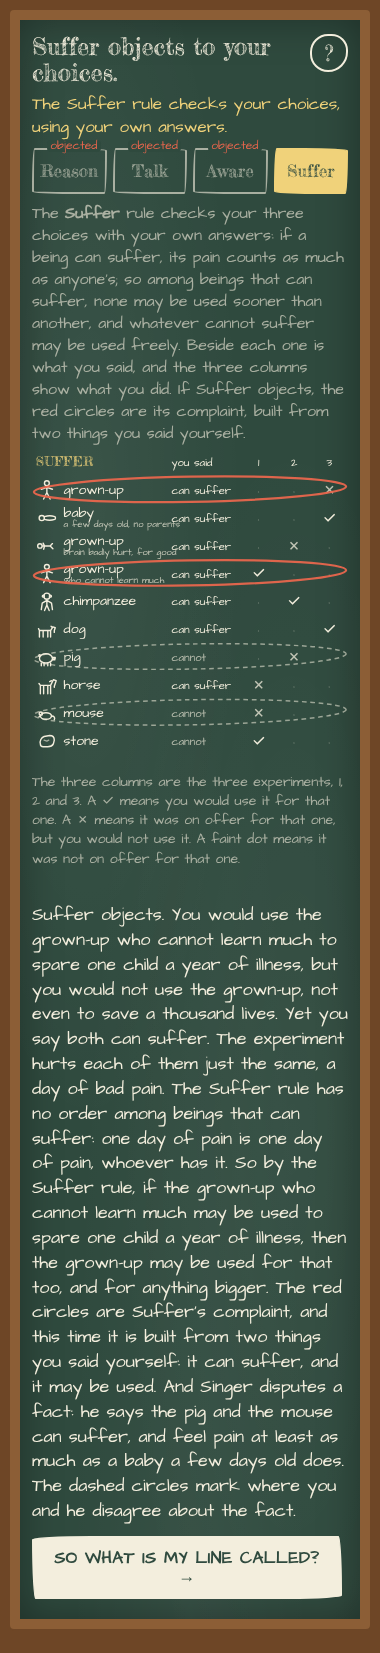 Suffer objects to your
choices.
?
The Suffer rule checks your choices,
using your own answers.
objected objected objected
Reason Talk Aware Suffer
The Suffer rule checks your three
choices with your own answers: if a
being can suffer, its pain counts as much
as anyone's; so among beings that can
suffer, none may be used sooner than
another, and whatever cannot suffer
may be used freely. Beside each one is
what you said, and the three columns
show what you did. If Suffer objects, the
red circles are its complaint, built from
two things you said yourself.
SUFFER you said 1 2 3
grown-up can suffer · · ×
baby can suffer · · ✓
a few days old, no parents
grown-up can suffer · × ·
brain badly hurt, for good
grown-up can suffer ✓ · ·
who cannot learn much
chimpanzee can suffer · ✓ ·
dog can suffer · · ✓
pig cannot · × ·
horse can suffer × · ·
mouse cannot × · ·
stone cannot ✓ · ·
The three columns are the three experiments, 1,
2 and 3. A ✓ means you would use it for that
one. A × means it was on offer for that one,
but you would not use it. A faint dot means it
was not on offer for that one.
Suffer objects. You would use the
grown-up who cannot learn much to
spare one child a year of illness, but
you would not use the grown-up, not
even to save a thousand lives. Yet you
say both can suffer. The experiment
hurts each of them just the same, a
day of bad pain. The Suffer rule has
no order among beings that can
suffer: one day of pain is one day
of pain, whoever has it. So by the
Suffer rule, if the grown-up who
cannot learn much may be used to
spare one child a year of illness, then
the grown-up may be used for that
too, and for anything bigger. The red
circles are Suffer's complaint, and
this time it is built from two things
you said yourself: it can suffer, and
it may be used. And Singer disputes a
fact: he says the pig and the mouse
can suffer, and feel pain at least as
much as a baby a few days old does.
The dashed circles mark where you
and he disagree about the fact.
SO WHAT IS MY LINE CALLED?
→